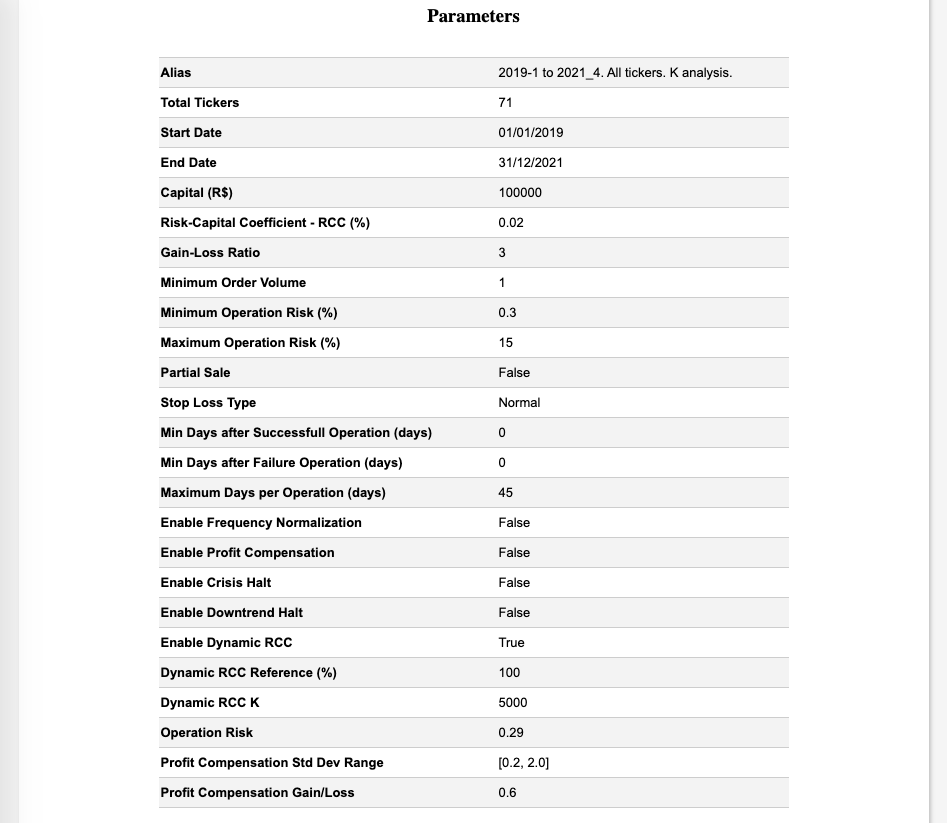 Parameters
Alias 2019-1 to 2021_4. All tickers. K analysis.
Total Tickers 71
Start Date 01/01/2019
End Date 31/12/2021
Capital (R$) 100000
Risk-Capital Coefficient - RCC (%) 0.02
Gain-Loss Ratio 3
Minimum Order Volume 1
Minimum Operation Risk (%) 0.3
Maximum Operation Risk (%) 15
Partial Sale False
Stop Loss Type Normal
Min Days after Successfull Operation (days) 0
Min Days after Failure Operation (days) 0
Maximum Days per Operation (days) 45
Enable Frequency Normalization False
Enable Profit Compensation False
Enable Crisis Halt False
Enable Downtrend Halt False
Enable Dynamic RCC True
Dynamic RCC Reference (%) 100
Dynamic RCC K 5000
Operation Risk 0.29
Profit Compensation Std Dev Range [0.2, 2.0]
Profit Compensation Gain/Loss 0.6